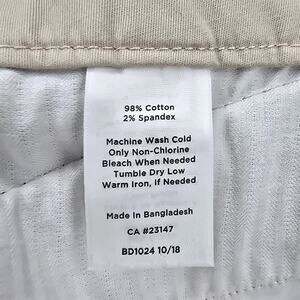 98% Cotton
2% Spandex
Machine Wash Cold
Only Non-Chlorine
Bleach When Needed
Tumble Dry Low
Warm Iron, If Needed
Made In Bangladesh
CA #23147
BD1024 10/18